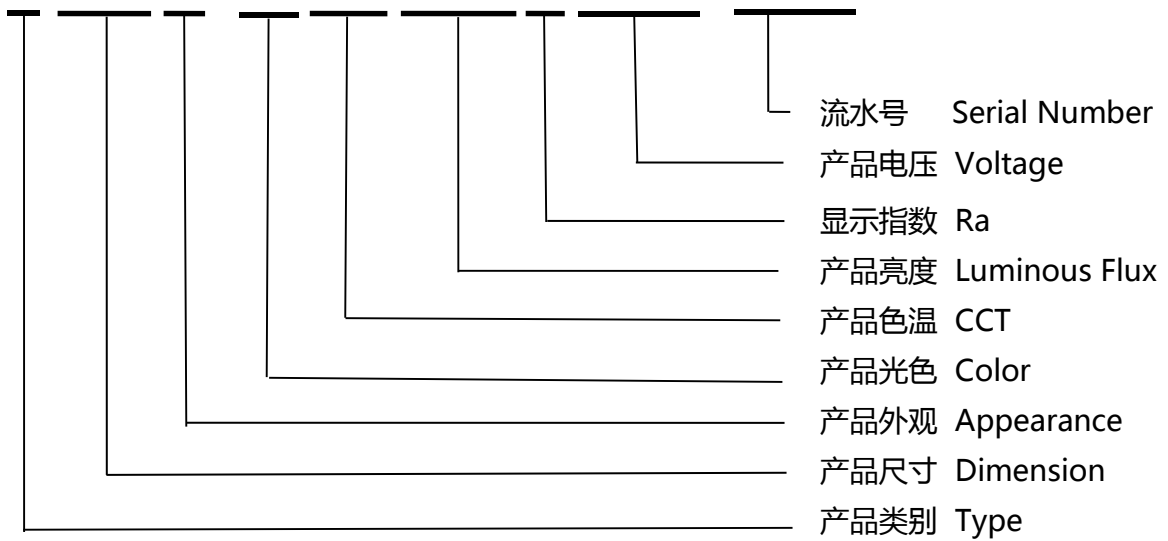 流水号 Serial Number
产品电压 Voltage
显示指数 Ra
产品亮度 Luminous Flux
产品色温 CCT
产品光色 Color
产品外观 Appearance
产品尺寸 Dimension
产品类别 Type